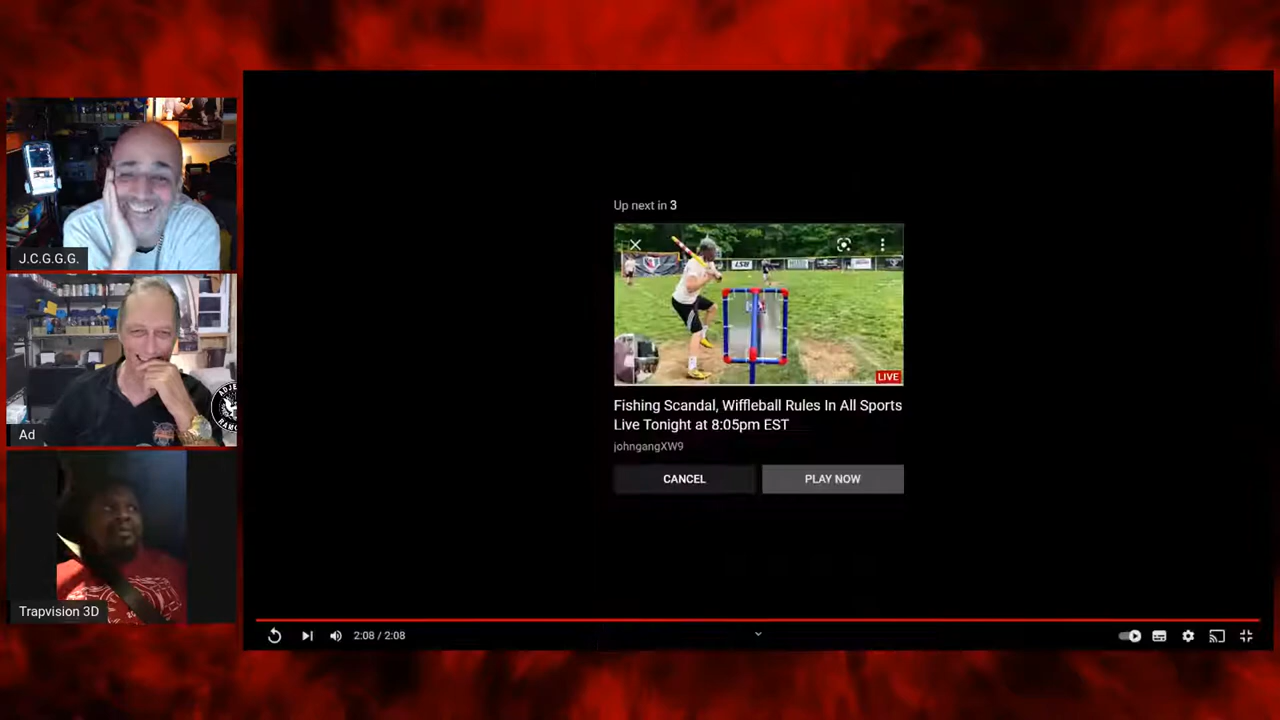 J.C.G.G.G.
Ad
Trapvision 3D
Up next in 3
LIVE
Fishing Scandal, Wiffleball Rules In All Sports
Live Tonight at 8:05pm EST
johngangXW9
CANCEL
PLAY NOW
2:08 / 2:08